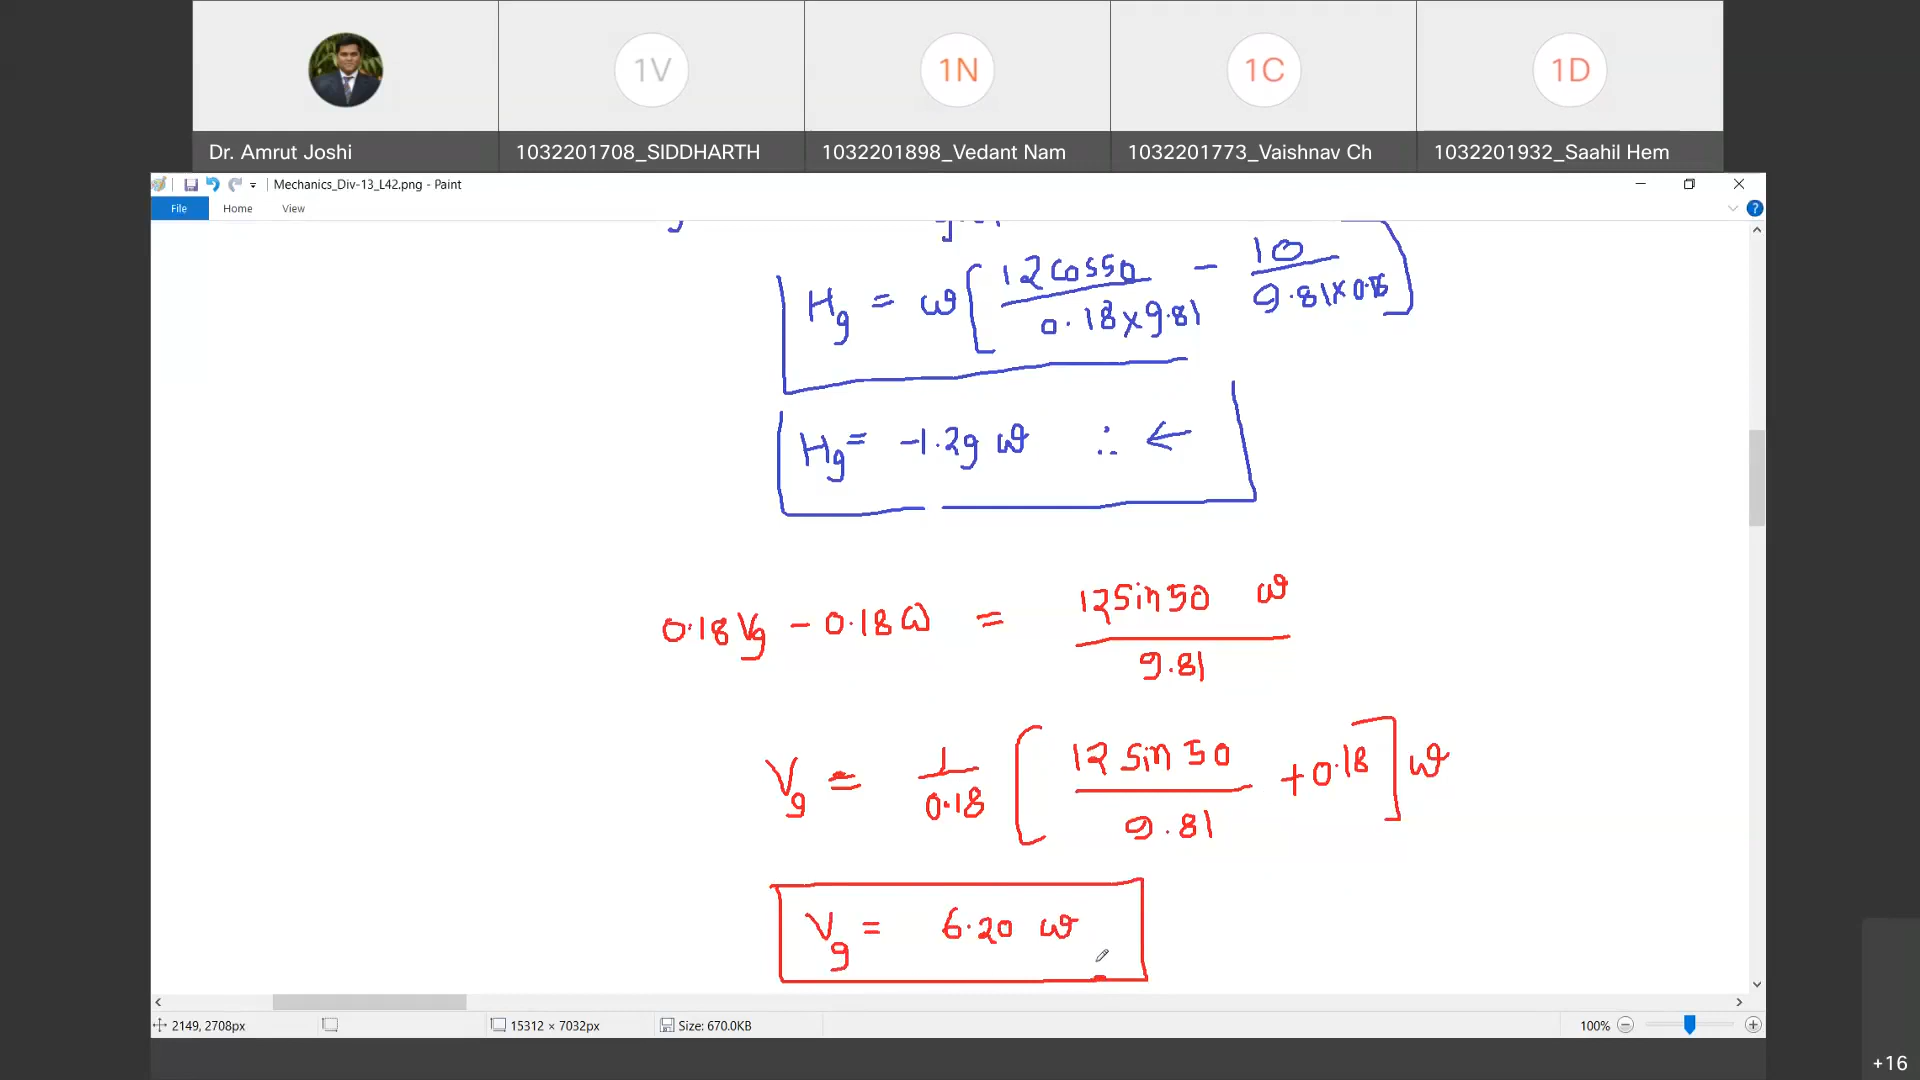 1V
1N
1C
1D
Dr. Amrut Joshi
1032201708_SIDDHARTH
1032201898_Vedant Nam
1032201773_Vaishnav Ch
1032201932_Saahil Hem
Mechanics_Div-13_L42.png - Paint
File Home View
Hg = ω [ 12cos50 / 0.18×9.81 - 10 / 9.81×0.18 ]
Hg = -1.29 ω ∴ ←
0.18Vg - 0.18ω = 12sin50 ω / 9.81
Vg = 1/0.18 [ 12 sin 50 / 9.81 + 0.18 ] ω
Vg = 6.20 ω
2149, 2708px
15312 × 7032px
Size: 670.0KB
100%
+16